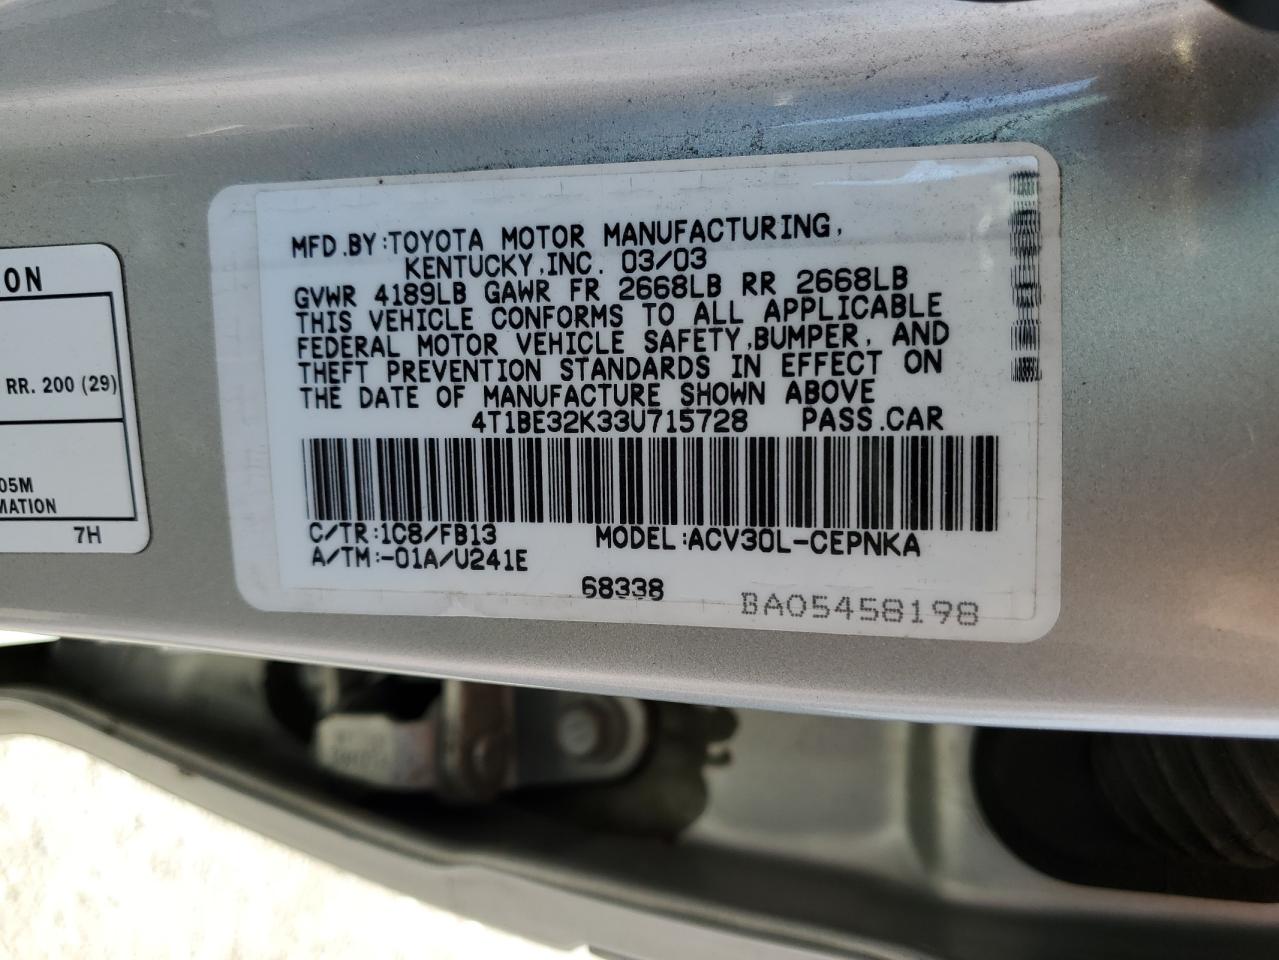 MFD.BY:TOYOTA MOTOR MANUFACTURING,
KENTUCKY,INC. 03/03
GVWR 4189LB GAWR FR 2668LB RR 2668LB
THIS VEHICLE CONFORMS TO ALL APPLICABLE
FEDERAL MOTOR VEHICLE SAFETY,BUMPER, AND
THEFT PREVENTION STANDARDS IN EFFECT ON
THE DATE OF MANUFACTURE SHOWN ABOVE
4T1BE32K33U715728 PASS.CAR
C/TR:1C8/FB13 MODEL:ACV30L-CEPNKA
A/TM:-01A/U241E
68338 BA05458198
ON
RR. 200 (29)
05M
MATION
7H